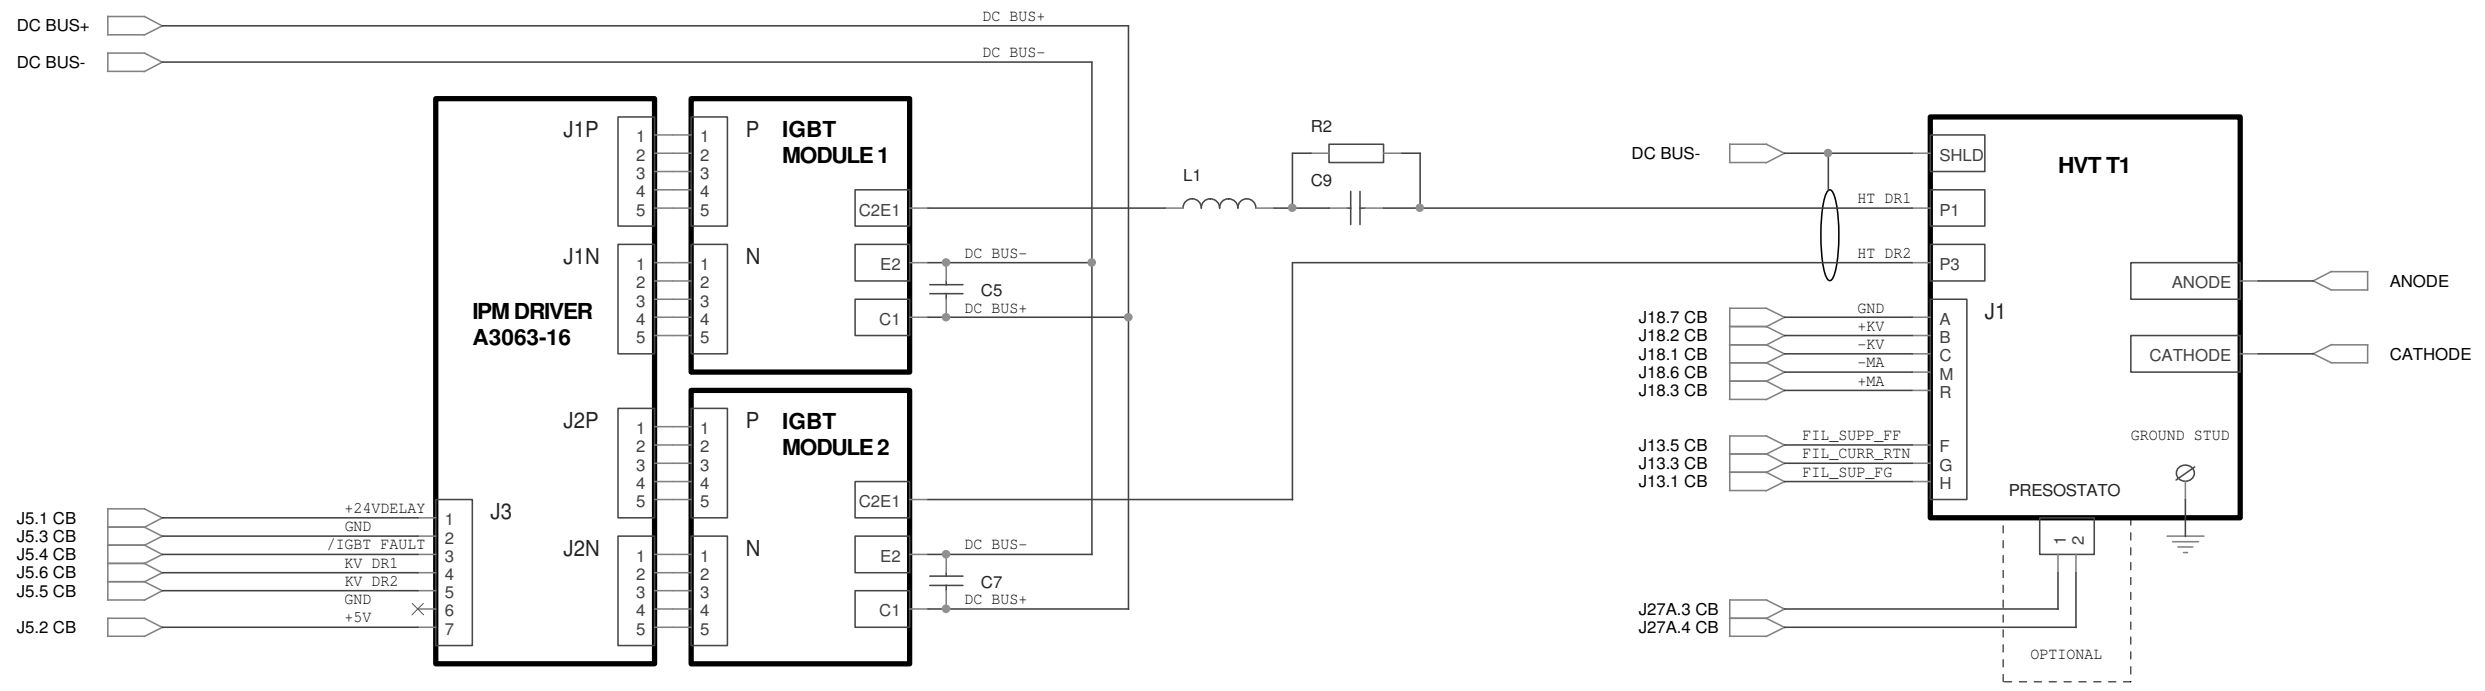 DC BUS+
DC BUS+
DC BUS-
DC BUS-
IPM DRIVER
A3063-16
J1P
1
2
3
4
5
J1N
1
2
3
4
5
J2P
1
2
3
4
5
J2N
1
2
3
4
5
J3
1
2
3
4
5
6
7
J5.1 CB
+24VDELAY
J5.3 CB
GND
J5.4 CB
/IGBT FAULT
J5.6 CB
KV DR1
J5.5 CB
KV DR2
GND
J5.2 CB
+5V
IGBT
MODULE 1
P
1
2
3
4
5
N
1
2
3
4
5
C2E1
E2
C1
DC BUS-
C5
DC BUS+
IGBT
MODULE 2
P
1
2
3
4
5
N
1
2
3
4
5
C2E1
E2
C1
DC BUS-
C7
DC BUS+
L1
R2
C9
DC BUS-
HT DR1
HT DR2
HVT T1
SHLD
P1
P3
J1
J18.7 CB
GND
A
J18.2 CB
+KV
B
J18.1 CB
-KV
C
J18.6 CB
-MA
M
J18.3 CB
+MA
R
J13.5 CB
FIL_SUPP_FF
F
J13.3 CB
FIL_CURR_RTN
G
J13.1 CB
FIL_SUP_FG
H
ANODE
ANODE
CATHODE
CATHODE
GROUND STUD
PRESOSTATO
1
2
J27A.3 CB
J27A.4 CB
OPTIONAL